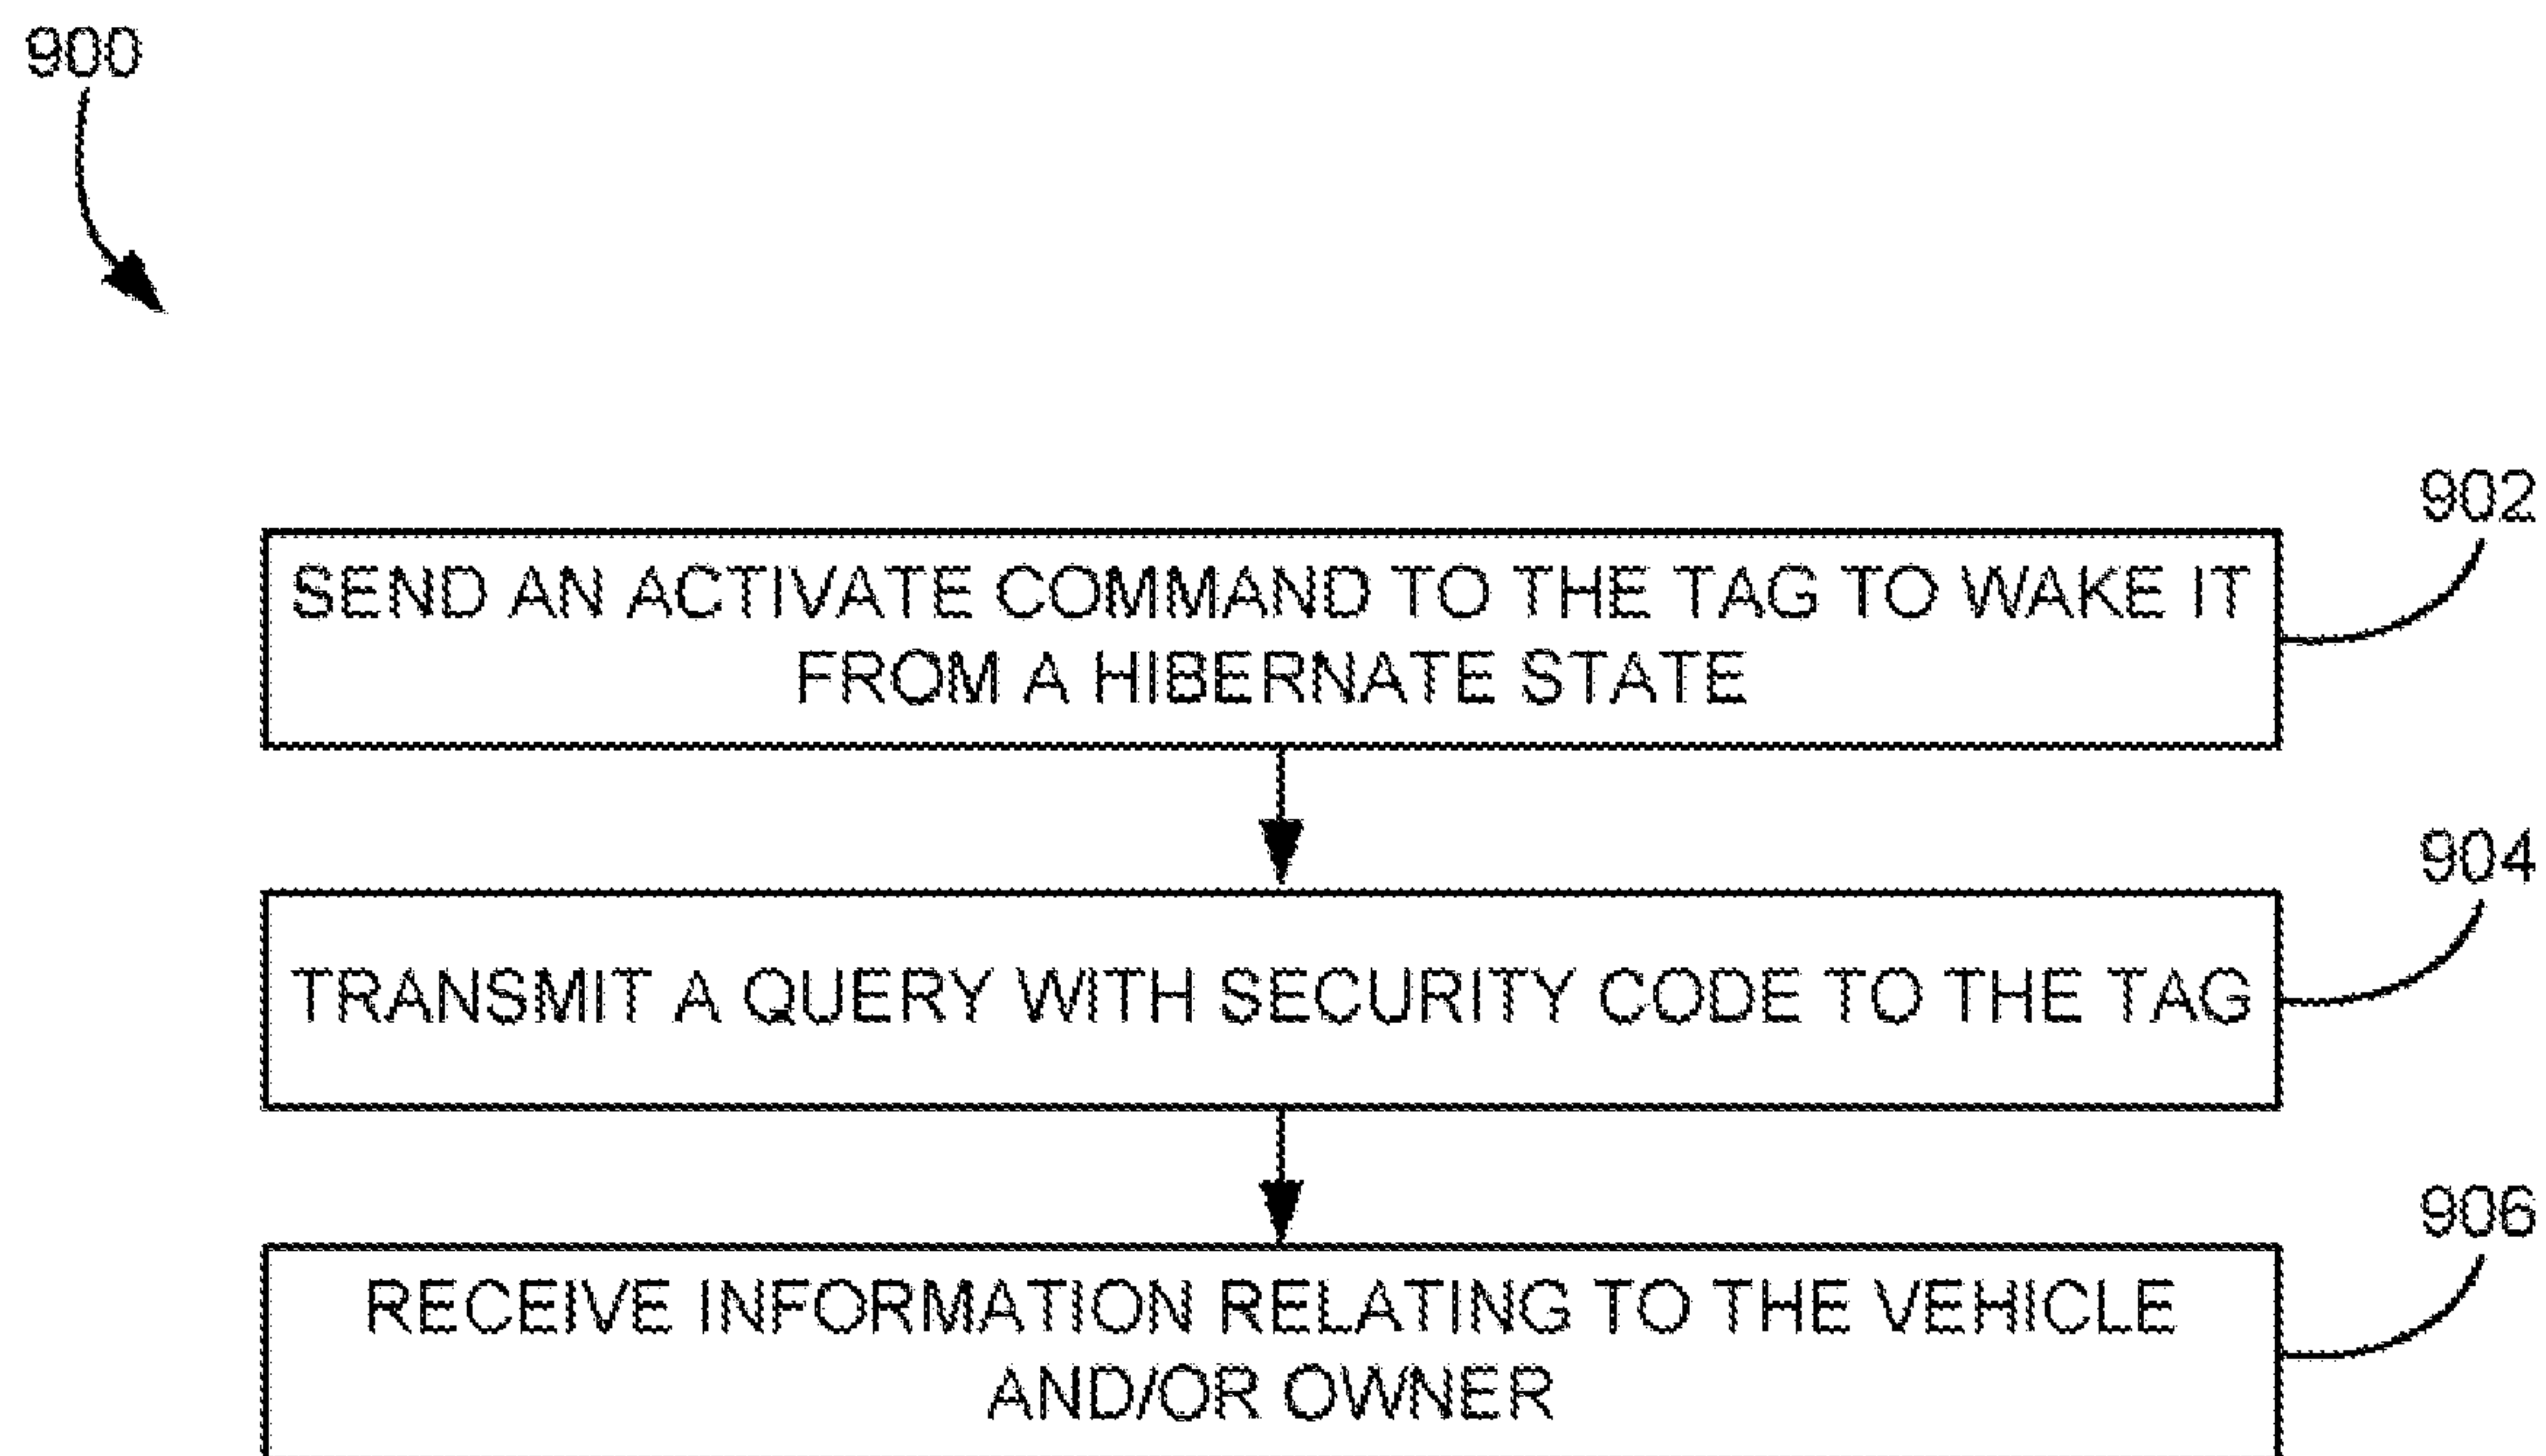 900
902
SEND AN ACTIVATE COMMAND TO THE TAG TO WAKE IT
FROM A HIBERNATE STATE
904
TRANSMIT A QUERY WITH SECURITY CODE TO THE TAG
906
RECEIVE INFORMATION RELATING TO THE VEHICLE
AND/OR OWNER